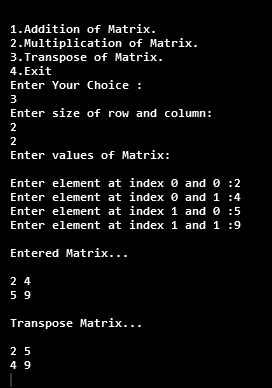 1.Addition of Matrix.
2.Multiplication of Matrix.
3.Transpose of Matrix.
4.Exit
Enter Your Choice :
3
Enter size of row and column:
2
2
Enter values of Matrix:
Enter element at index 0 and 0 :2
Enter element at index 0 and 1 :4
Enter element at index 1 and 0 :5
Enter element at index 1 and 1 :9
Entered Matrix...
2 4
5 9
Transpose Matrix...
2 5
4 9